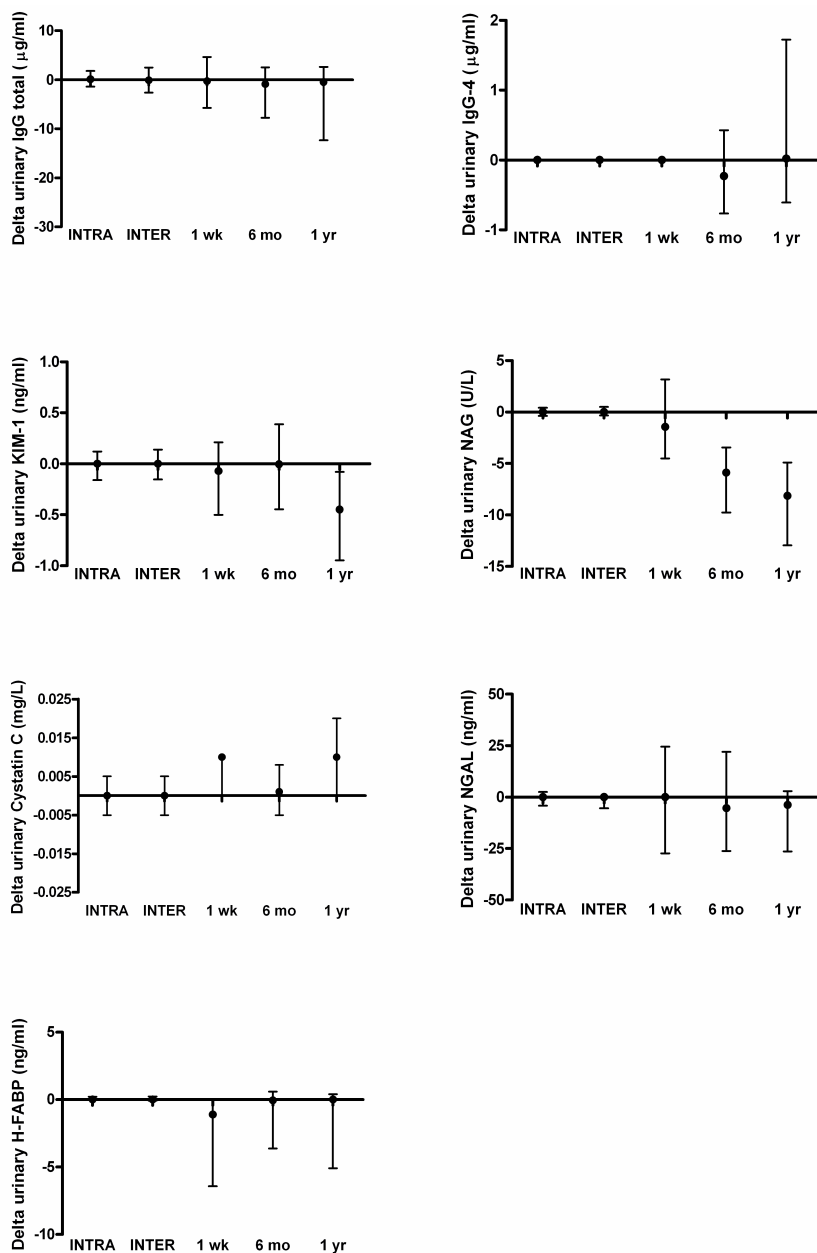 Delta urinary IgG total ( µg/ml)
10
0
-10
-20
-30
INTRA INTER 1 wk 6 mo 1 yr
Delta urinary IgG-4 ( µg/ml)
2
1
0
-1
INTRA INTER 1 wk 6 mo 1 yr
Delta urinary KIM-1 (ng/ml)
1.0
0.5
0.0
-0.5
-1.0
INTRA INTER 1 wk 6 mo 1 yr
Delta urinary NAG (U/L)
5
0
-5
-10
-15
INTRA INTER 1 wk 6 mo 1 yr
Delta urinary Cystatin C (mg/L)
0.025
0.015
0.005
-0.005
-0.015
-0.025
INTRA INTER 1 wk 6 mo 1 yr
Delta urinary NGAL (ng/ml)
50
25
0
-25
-50
INTRA INTER 1 wk 6 mo 1 yr
Delta urinary H-FABP (ng/ml)
5
0
-5
-10
INTRA INTER 1 wk 6 mo 1 yr